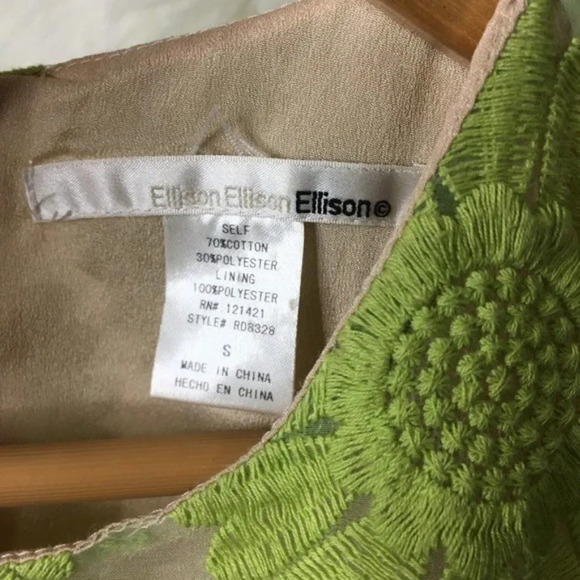 Ellison Ellison Ellison©
SELF
70%COTTON
30%POLYESTER
LINING
100%POLYESTER
RN# 121421
STYLE# RD8328
S
MADE IN CHINA
HECHO EN CHINA